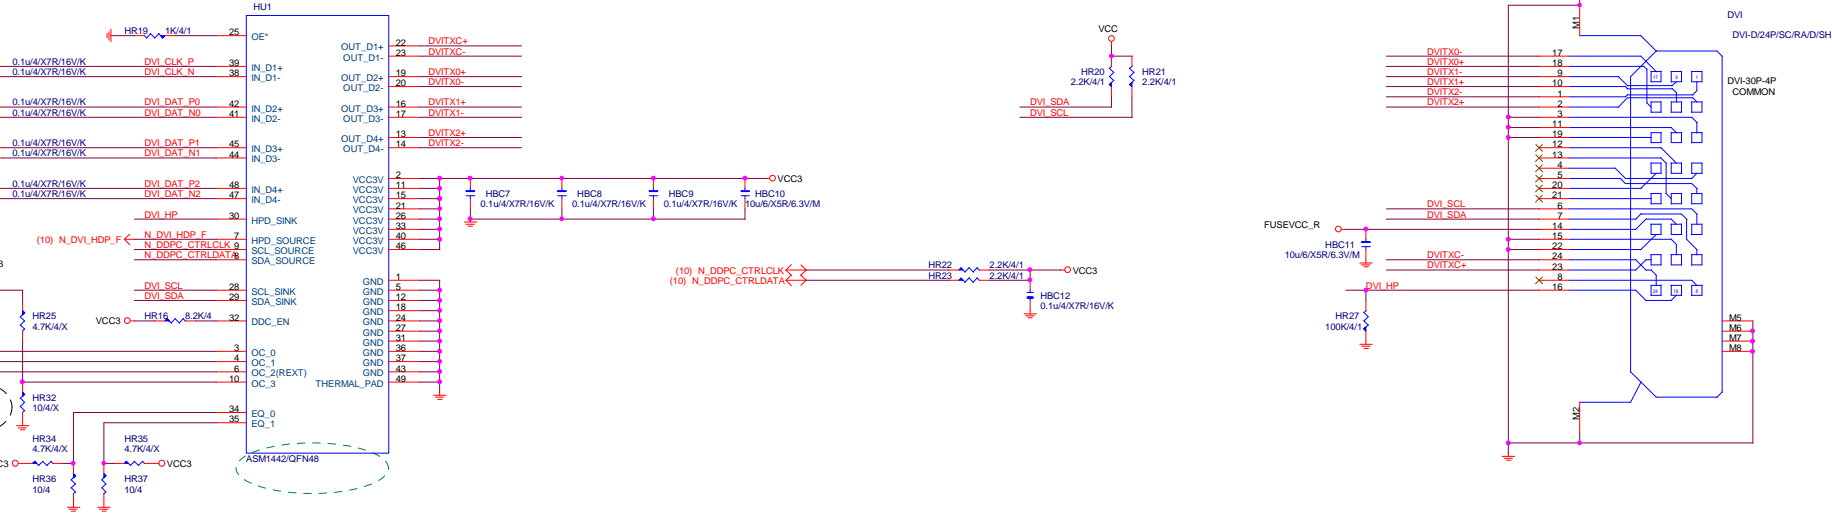 HU1
HR19 1K/4/1 25 OE*
0.1u/4/X7R/16V/K DVI_CLK_P 39 IN_D1+
0.1u/4/X7R/16V/K DVI_CLK_N 38 IN_D1-
0.1u/4/X7R/16V/K DVI_DAT_P0 42 IN_D2+
0.1u/4/X7R/16V/K DVI_DAT_N0 41 IN_D2-
0.1u/4/X7R/16V/K DVI_DAT_P1 45 IN_D3+
0.1u/4/X7R/16V/K DVI_DAT_N1 44 IN_D3-
0.1u/4/X7R/16V/K DVI_DAT_P2 48 IN_D4+
0.1u/4/X7R/16V/K DVI_DAT_N2 47 IN_D4-
DVI_HP 30 HPD_SINK
(10) N_DVI_HDP_F N_DVI_HDP_F 7 HPD_SOURCE
N_DDPC_CTRLCLK 9 SCL_SOURCE
N_DDPC_CTRLDATA 8 SDA_SOURCE
3
DVI_SCL 28 SCL_SINK
DVI_SDA 29 SDA_SINK
VCC3 HR16 8.2K/4 32 DDC_EN
HR25
4.7K/4/X
3 OC_0
4 OC_1
6 OC_2(REXT)
10 OC_3
HR32
10/4/X
34 EQ_0
35 EQ_1
HR34
4.7K/4/X
HR35
4.7K/4/X
C3
VCC3
HR36
10/4
HR37
10/4
ASM1442/QFN48
OUT_D1+ 22 DVITXC+
OUT_D1- 23 DVITXC-
OUT_D2+ 19 DVITX0+
OUT_D2- 20 DVITX0-
OUT_D3+ 16 DVITX1+
OUT_D3- 17 DVITX1-
OUT_D4+ 13 DVITX2+
OUT_D4- 14 DVITX2-
VCC3V 2
VCC3V 11
VCC3V 15
VCC3V 21
VCC3V 26
VCC3V 33
VCC3V 40
VCC3V 46
VCC3
HBC7
0.1u/4/X7R/16V/K
HBC8
0.1u/4/X7R/16V/K
HBC9
0.1u/4/X7R/16V/K
HBC10
10u/6/X5R/6.3V/M
GND 1
GND 5
GND 12
GND 18
GND 24
GND 27
GND 31
GND 36
GND 37
GND 43
THERMAL_PAD 49
VCC
HR20
2.2K/4/1
HR21
2.2K/4/1
DVI_SDA
DVI_SCL
(10) N_DDPC_CTRLCLK HR22 2.2K/4/1 VCC3
(10) N_DDPC_CTRLDATA HR23 2.2K/4/1
HBC12
0.1u/4/X7R/16V/K
DVI
DVI-D/24P/SC/RA/D/SH
DVI-30P-4P
COMMON
M1
DVITX0- 17
DVITX0+ 18
DVITX1- 9
DVITX1+ 10
DVITX2- 1
DVITX2+ 2
3
11
19
12
13
4
5
20
21
DVI_SCL 6
DVI_SDA 7
FUSEVCC_R 14
15
22
HBC11
10u/6/X5R/6.3V/M
DVITXC- 24
DVITXC+ 23
8
DVI_HP 16
HR27
100K/4/1
17 9 1
24 16 8
M5
M6
M7
M8
M2